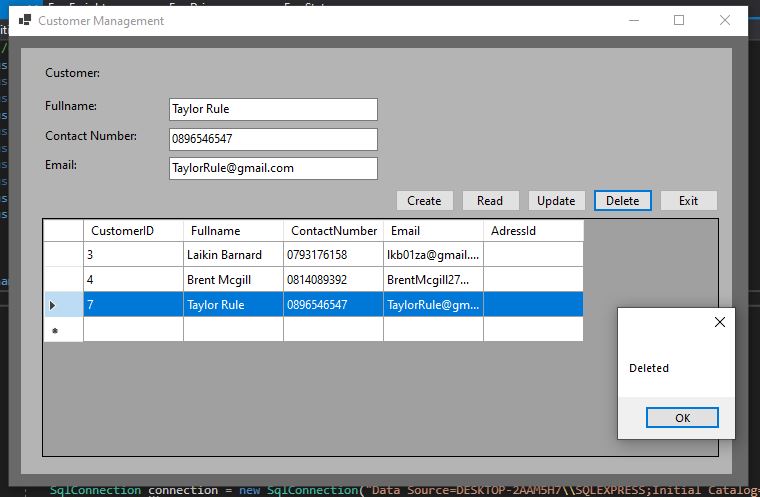 Customer Management
Customer:
Fullname: Taylor Rule
Contact Number: 0896546547
Email: TaylorRule@gmail.com
Create Read Update Delete Exit
CustomerID Fullname ContactNumber Email AdressId
3 Laikin Barnard 0793176158 lkb01za@gmail....
4 Brent Mcgill 0814089392 BrentMcgill27...
7 Taylor Rule 0896546547 TaylorRule@gm...
Deleted
OK
SqlConnection connection = new SqlConnection("Data Source=DESKTOP-2AAM5H7\\SQLEXPRESS;Initial Catalog=